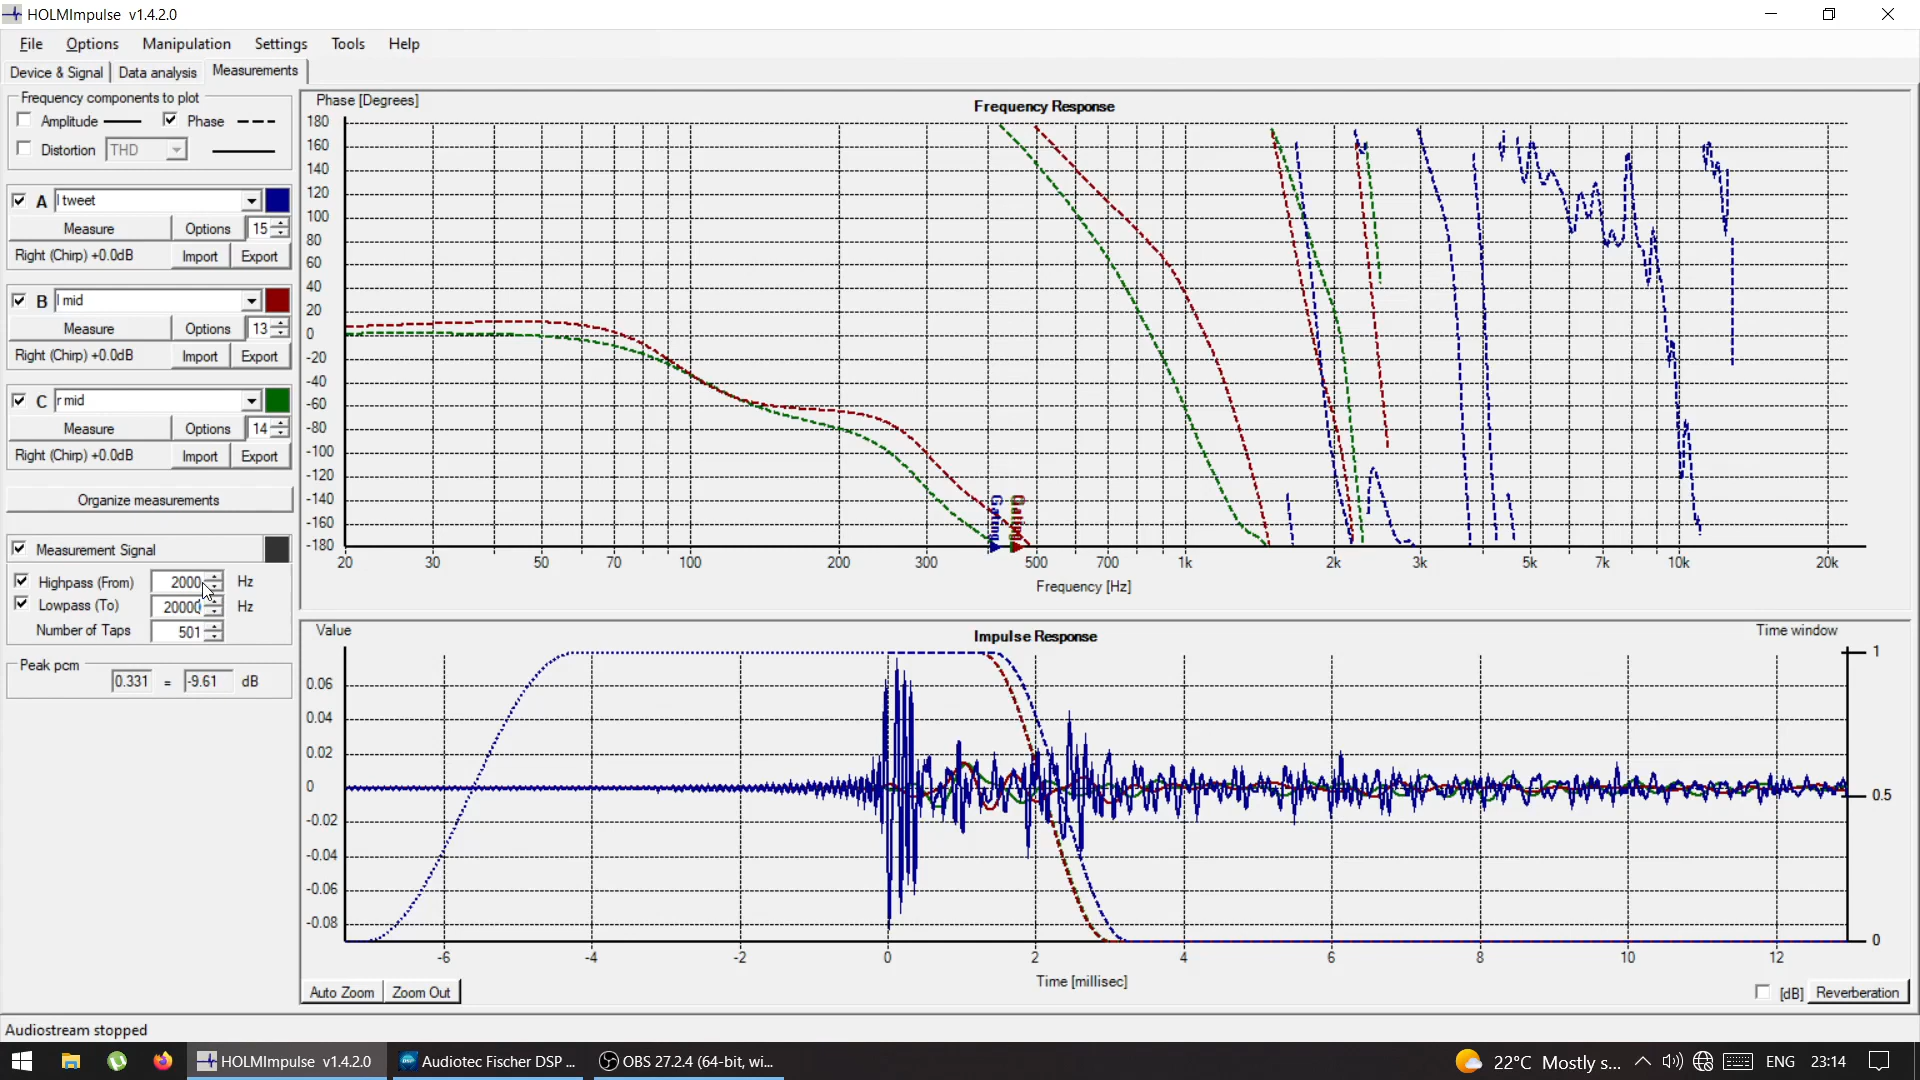 HOLMImpulse v1.4.2.0
File Options Manipulation Settings Tools Help
Device & Signal Data analysis Measurements
Frequency components to plot
Amplitude Phase
Distortion THD
A l tweet
Measure Options 15
Right (Chirp) +0.0dB Import Export
B l mid
Measure Options 13
Right (Chirp) +0.0dB Import Export
C r mid
Measure Options 14
Right (Chirp) +0.0dB Import Export
Organize measurements
Measurement Signal
Highpass (From) 2000 Hz
Lowpass (To) 20000 Hz
Number of Taps 501
Peak pcm
0.331 = -9.61 dB
Phase [Degrees]
Frequency Response
180
160
140
120
100
80
60
40
20
0
-20
-40
-60
-80
-100
-120
-140
-160
-180
Gating Gating
20 30 50 70 100 200 300 500 700 1k 2k 3k 5k 7k 10k 20k
Frequency [Hz]
Value
Impulse Response
Time window
0.06
0.04
0.02
0
-0.02
-0.04
-0.06
-0.08
1
0.5
0
-6 -4 -2 0 2 4 6 8 10 12
Time [millisec]
Auto Zoom Zoom Out
[dB] Reverberation
Audiostream stopped
HOLMImpulse v1.4.2.0 Audiotec Fischer DSP ... OBS 27.2.4 (64-bit, wi... 22°C Mostly s... ENG 23:14